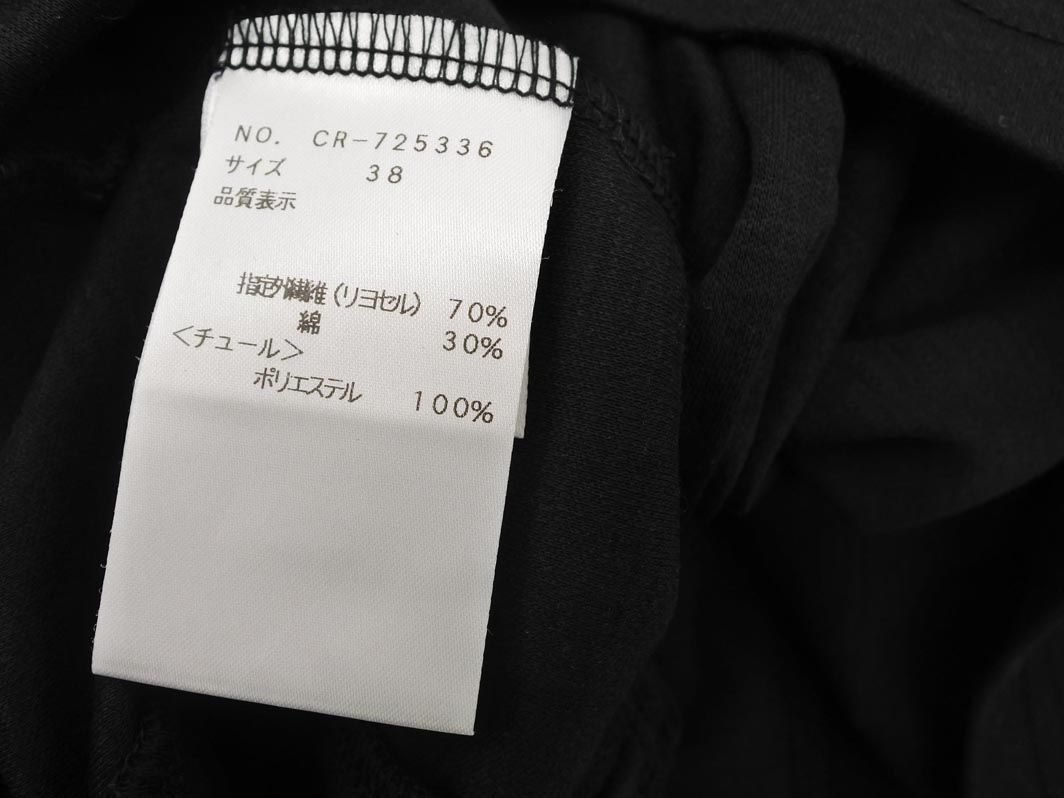 NO. CR-725336
サイズ 38
品質表示
指定外繊維(リヨセル) 70%
綿 30%
<チュール>
ポリエステル 100%